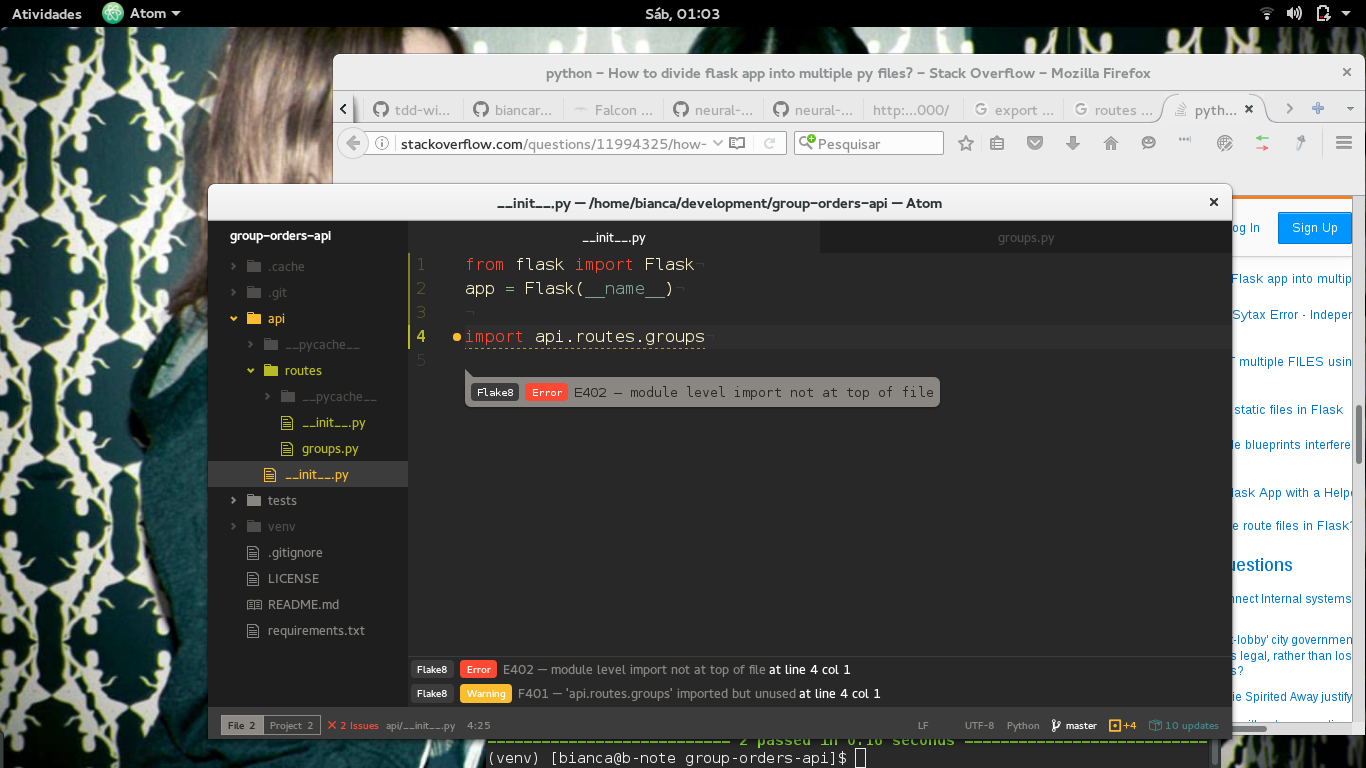 Atividades Atom Sáb, 01:03
python – How to divide flask app into multiple py files? – Stack Overflow – Mozilla Firefox
tdd-wi... biancar... Falcon ... neural-... neural-... http:...000/ export ... routes ... pyth...
stackoverflow.com/questions/11994325/how- Pesquisar
og In Sign Up
__init__.py — /home/bianca/development/group-orders-api — Atom
group-orders-api
.cache
.git
api
__pycache__
routes
__pycache__
__init__.py
groups.py
__init__.py
tests
venv
.gitignore
LICENSE
README.md
requirements.txt
__init__.py groups.py
1 from flask import Flask¬
2 app = Flask(__name__)¬
3 ¬
4 import api.routes.groups¬
5
Flake8 Error E402 — module level import not at top of file
Flake8 Error E402 — module level import not at top of file at line 4 col 1
Flake8 Warning F401 — 'api.routes.groups' imported but unused at line 4 col 1
File 2 Project 2 2 Issues api/__init__.py 4:25 LF UTF-8 Python master +4 10 updates
Flask app into multip
Sytax Error - Indepen
multiple FILES usin
static files in Flask
le blueprints interfere
lask App with a Helpe
e route files in Flask?
uestions
nnect Internal systems
-lobby' city governmen
s legal, rather than los
s?
ie Spirited Away justify
2 passed in 0.10 seconds
(venv) [bianca@b-note group-orders-api]$